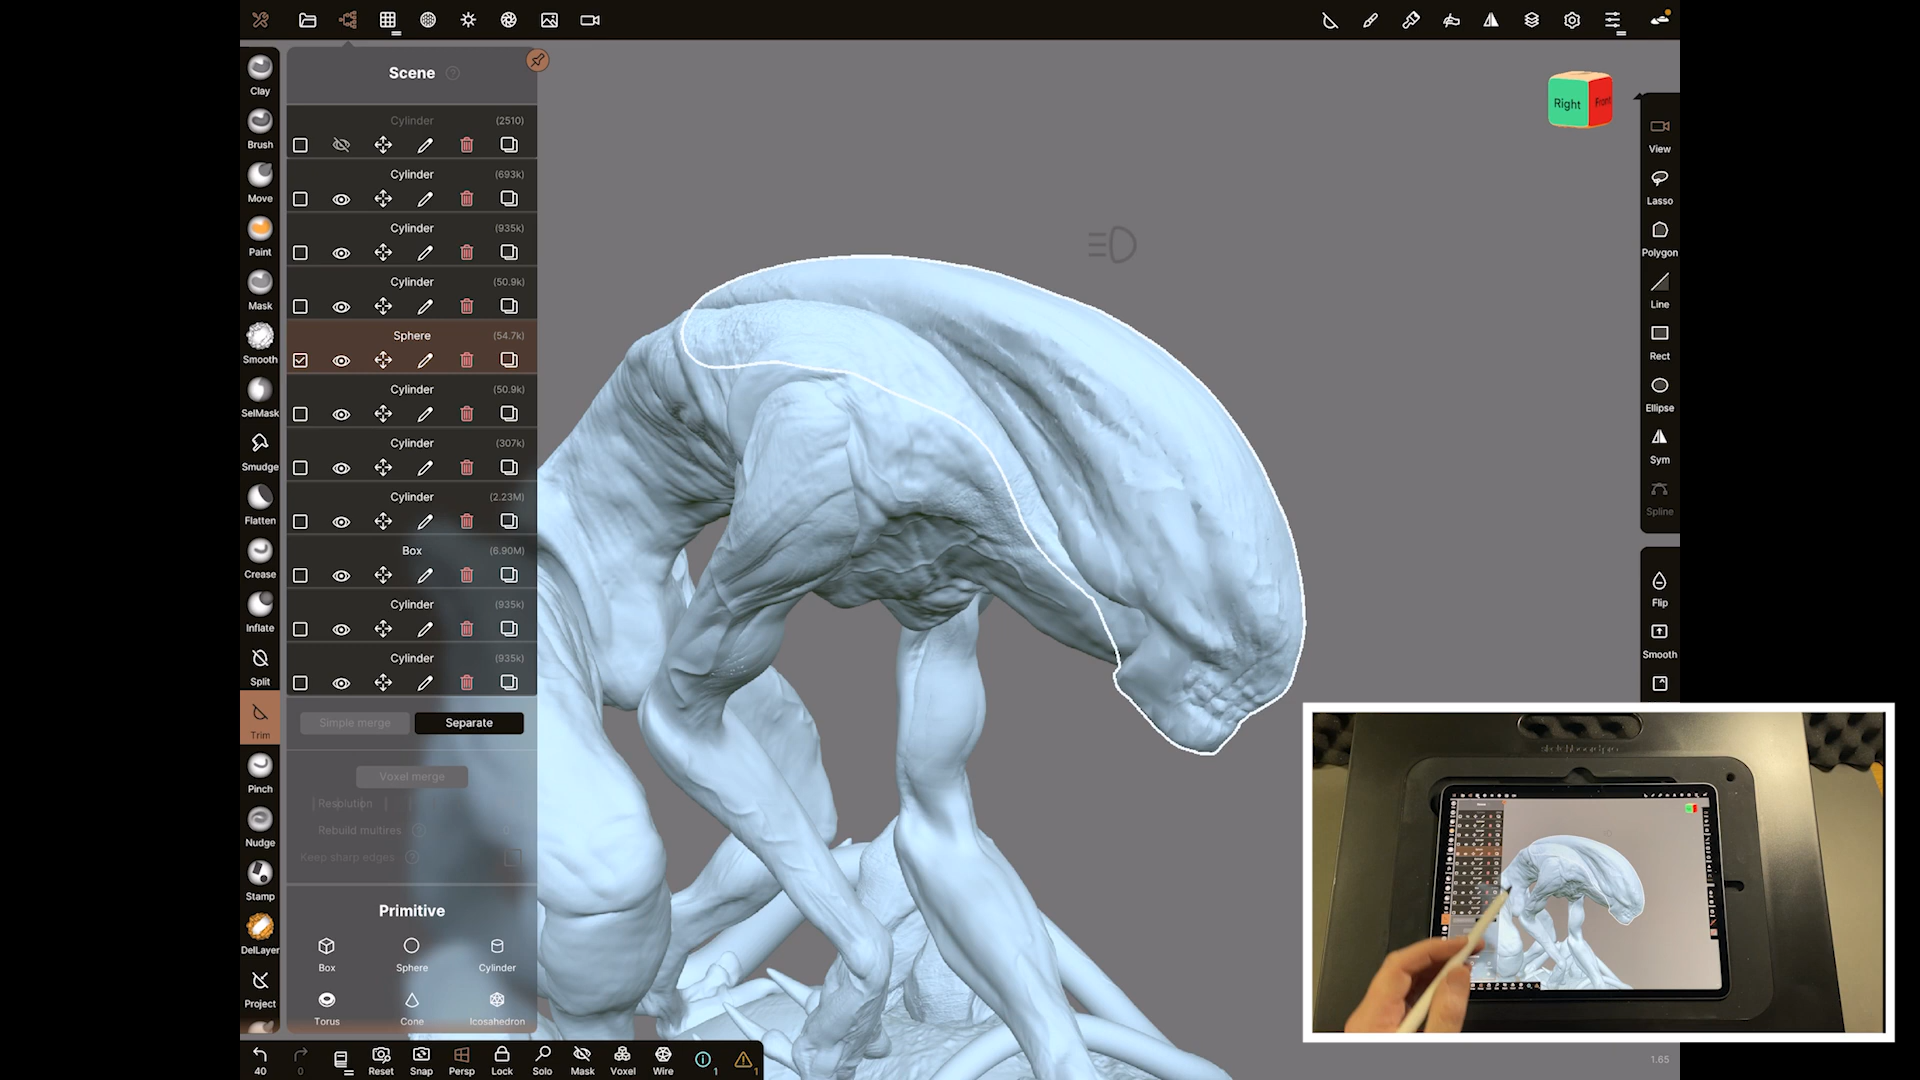 Scene
Cylinder (2510)
Cylinder (693k)
Cylinder (935k)
Cylinder (50.9k)
Sphere (54.7k)
Cylinder (50.9k)
Cylinder (307k)
Cylinder (2.23M)
Box (6.90M)
Cylinder (935k)
Cylinder (935k)
Simple merge Separate
Voxel merge
Resolution
Rebuild multires ? 0
Keep sharp edges ?
Primitive
Box Sphere Cylinder
Torus Cone Icosahedron
Clay
Brush
Move
Paint
Mask
Smooth
SelMask
Smudge
Flatten
Crease
Inflate
Split
Trim
Pinch
Nudge
Stamp
DelLayer
Project
40 0 Reset Snap Persp Lock Solo Mask Voxel Wire 1 1
Right Front
View
Lasso
Polygon
Line
Rect
Ellipse
Sym
Spline
Flip
Smooth
1.65